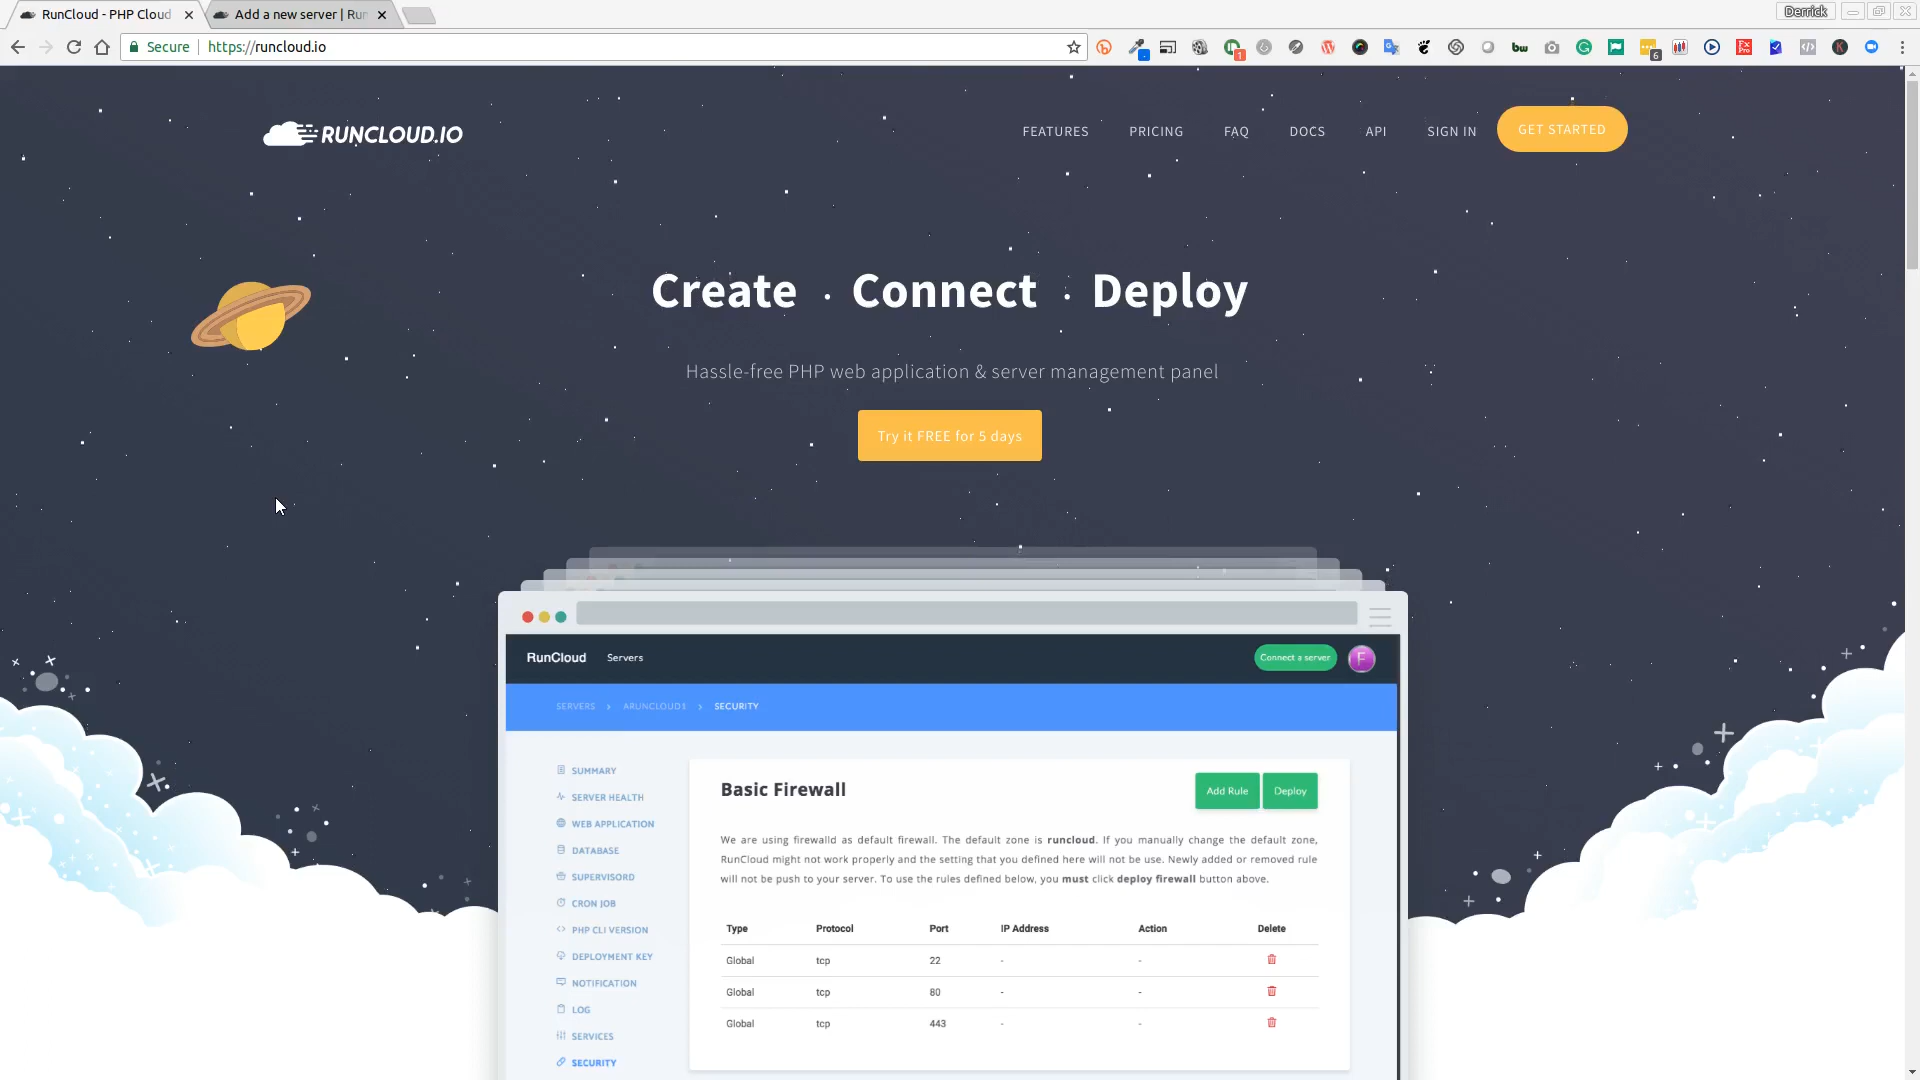 RunCloud - PHP Cloud
Add a new server | Run
Derrick
Secure
https://runcloud.io
bw
1
6
RUNCLOUD.IO
FEATURES
PRICING
FAQ
DOCS
API
SIGN IN
GET STARTED
Create · Connect · Deploy
Hassle-free PHP web application & server management panel
Try it FREE for 5 days
RunCloud
Servers
Connect a server
F
SERVERS > ARUNCLOUD1 > SECURITY
SUMMARY
SERVER HEALTH
WEB APPLICATION
DATABASE
SUPERVISORD
CRON JOB
PHP CLI VERSION
DEPLOYMENT KEY
NOTIFICATION
LOG
SERVICES
SECURITY
Basic Firewall
Add Rule
Deploy
We are using firewalld as default firewall. The default zone is runcloud. If you manually change the default zone,
RunCloud might not work properly and the setting that you defined here will not be use. Newly added or removed rule
will not be push to your server. To use the rules defined below, you must click deploy firewall button above.
Type Protocol Port IP Address Action Delete
Global tcp 22 - -
Global tcp 80 - -
Global tcp 443 - -